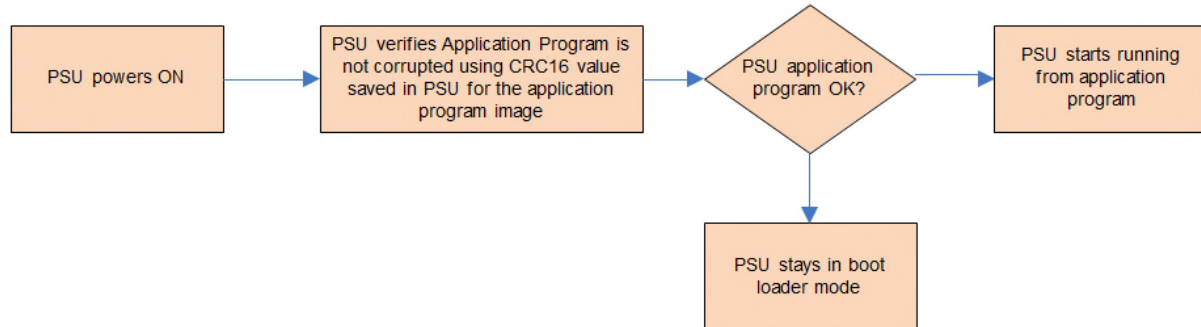 PSU powers ON
PSU verifies Application Program is
not corrupted using CRC16 value
saved in PSU for the application
program image
PSU application
program OK?
PSU starts running
from application
program
PSU stays in boot
loader mode